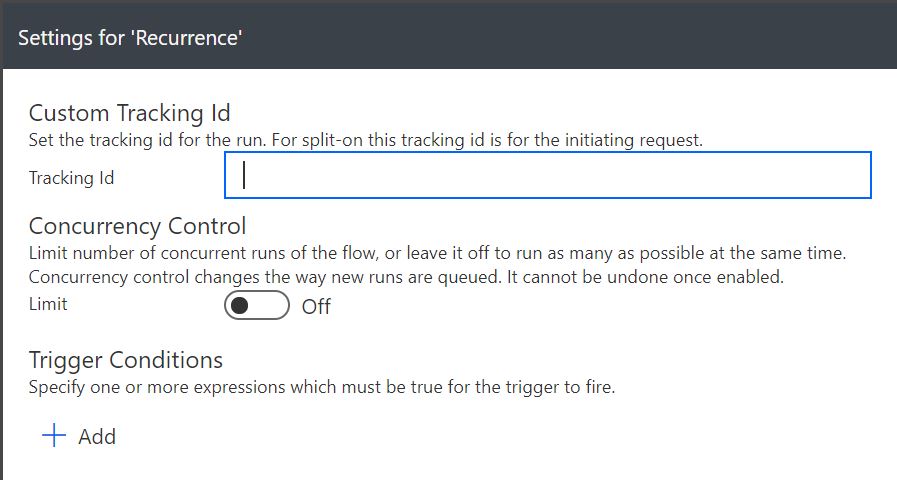 Settings for 'Recurrence'
Custom Tracking Id
Set the tracking id for the run. For split-on this tracking id is for the initiating request.
Tracking Id
Concurrency Control
Limit number of concurrent runs of the flow, or leave it off to run as many as possible at the same time.
Concurrency control changes the way new runs are queued. It cannot be undone once enabled.
Limit Off
Trigger Conditions
Specify one or more expressions which must be true for the trigger to fire.
Add